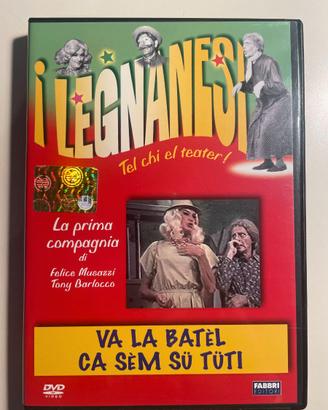 i LEGNANESI
Tel chi el teater!
La prima
compagnia
di
Felice Musazzi
Tony Barlocco
VA LA BATÈL
CA SÈM SÜ TÜTI
DVD
VIDEO
FABBRI
EDITORI